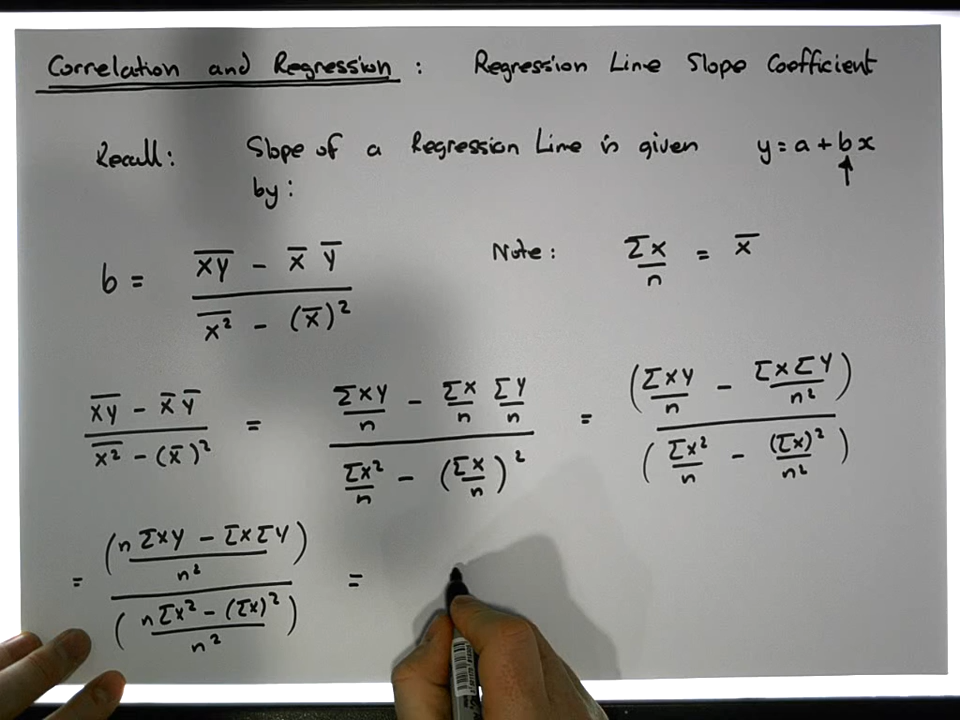 Correlation and Regression : Regression Line Slope Coefficient
Recall: Slope of a Regression Line is given y = a + bx
by:
b = (x̅y̅ - x̅ y̅) / (x̅²̅ - (x̅)²) Note: Σx/n = x̅
(x̅y̅ - x̅ y̅) / (x̅²̅ - (x̅)²) = (Σxy/n - Σx/n Σy/n) / (Σx²/n - (Σx/n)²) = (Σxy/n - ΣxΣy/n²) / (Σx²/n - (Σx)²/n²)
= ((nΣxy - ΣxΣy)/n²) / ((nΣx² - (Σx)²)/n²) =